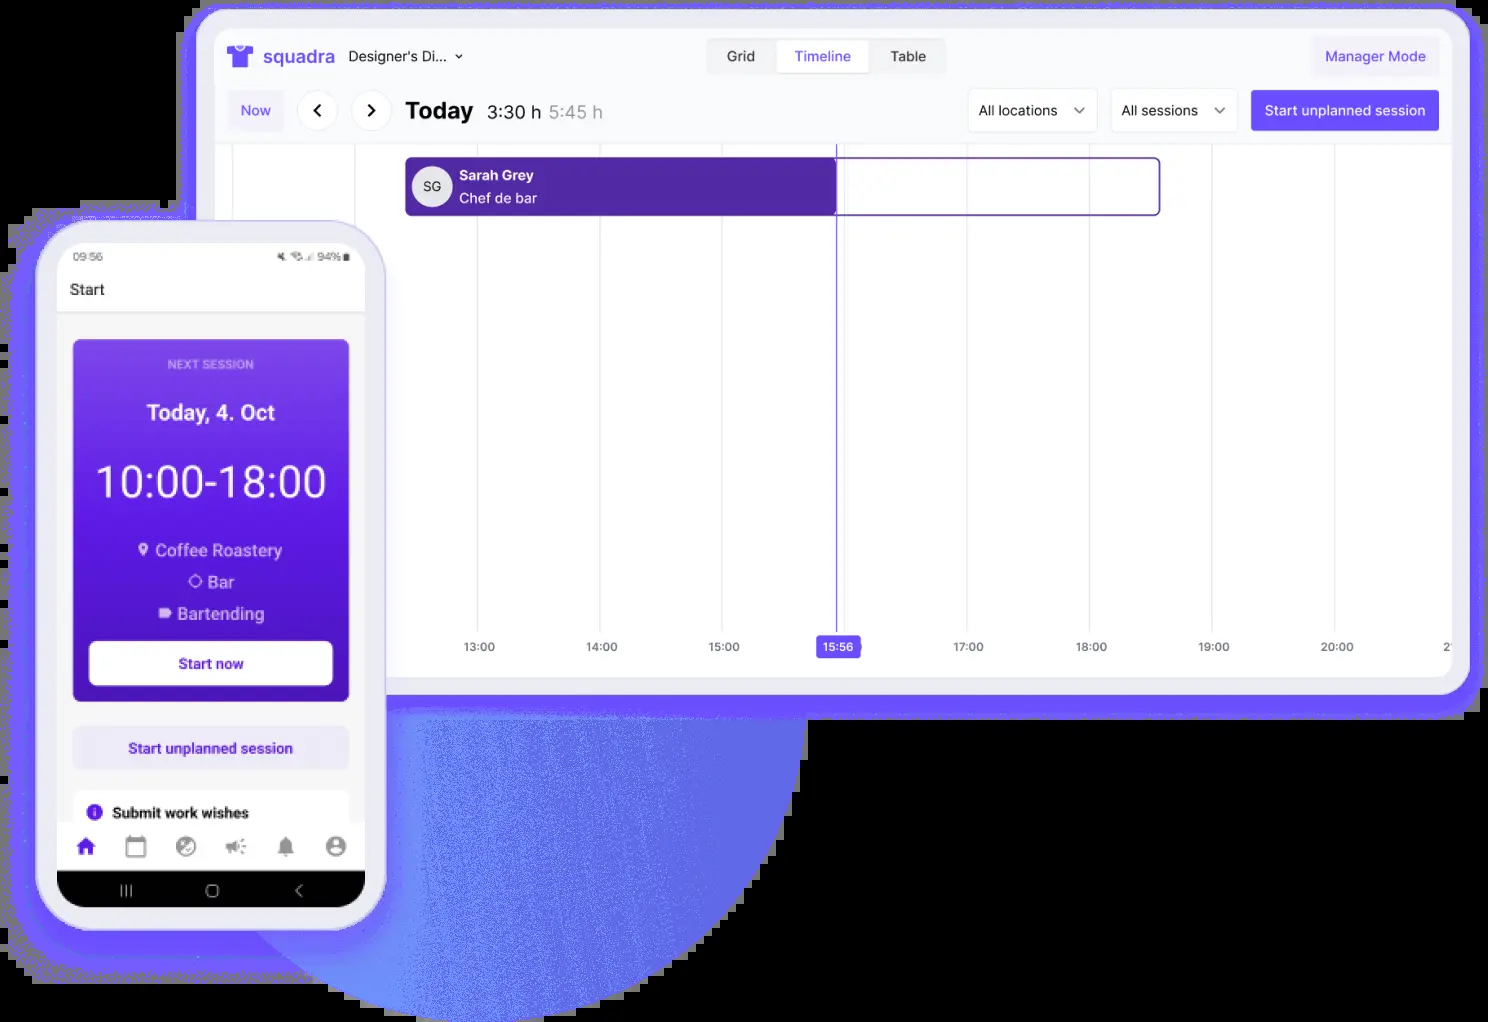 squadra Designer's Di...
Grid Timeline Table
Manager Mode
Now Today 3:30 h 5:45 h
All locations All sessions Start unplanned session
SG Sarah Grey
Chef de bar
13:00 14:00 15:00 15:56 17:00 18:00 19:00 20:00
09:56 94%
Start
NEXT SESSION
Today, 4. Oct
10:00-18:00
Coffee Roastery
Bar
Bartending
Start now
Start unplanned session
Submit work wishes